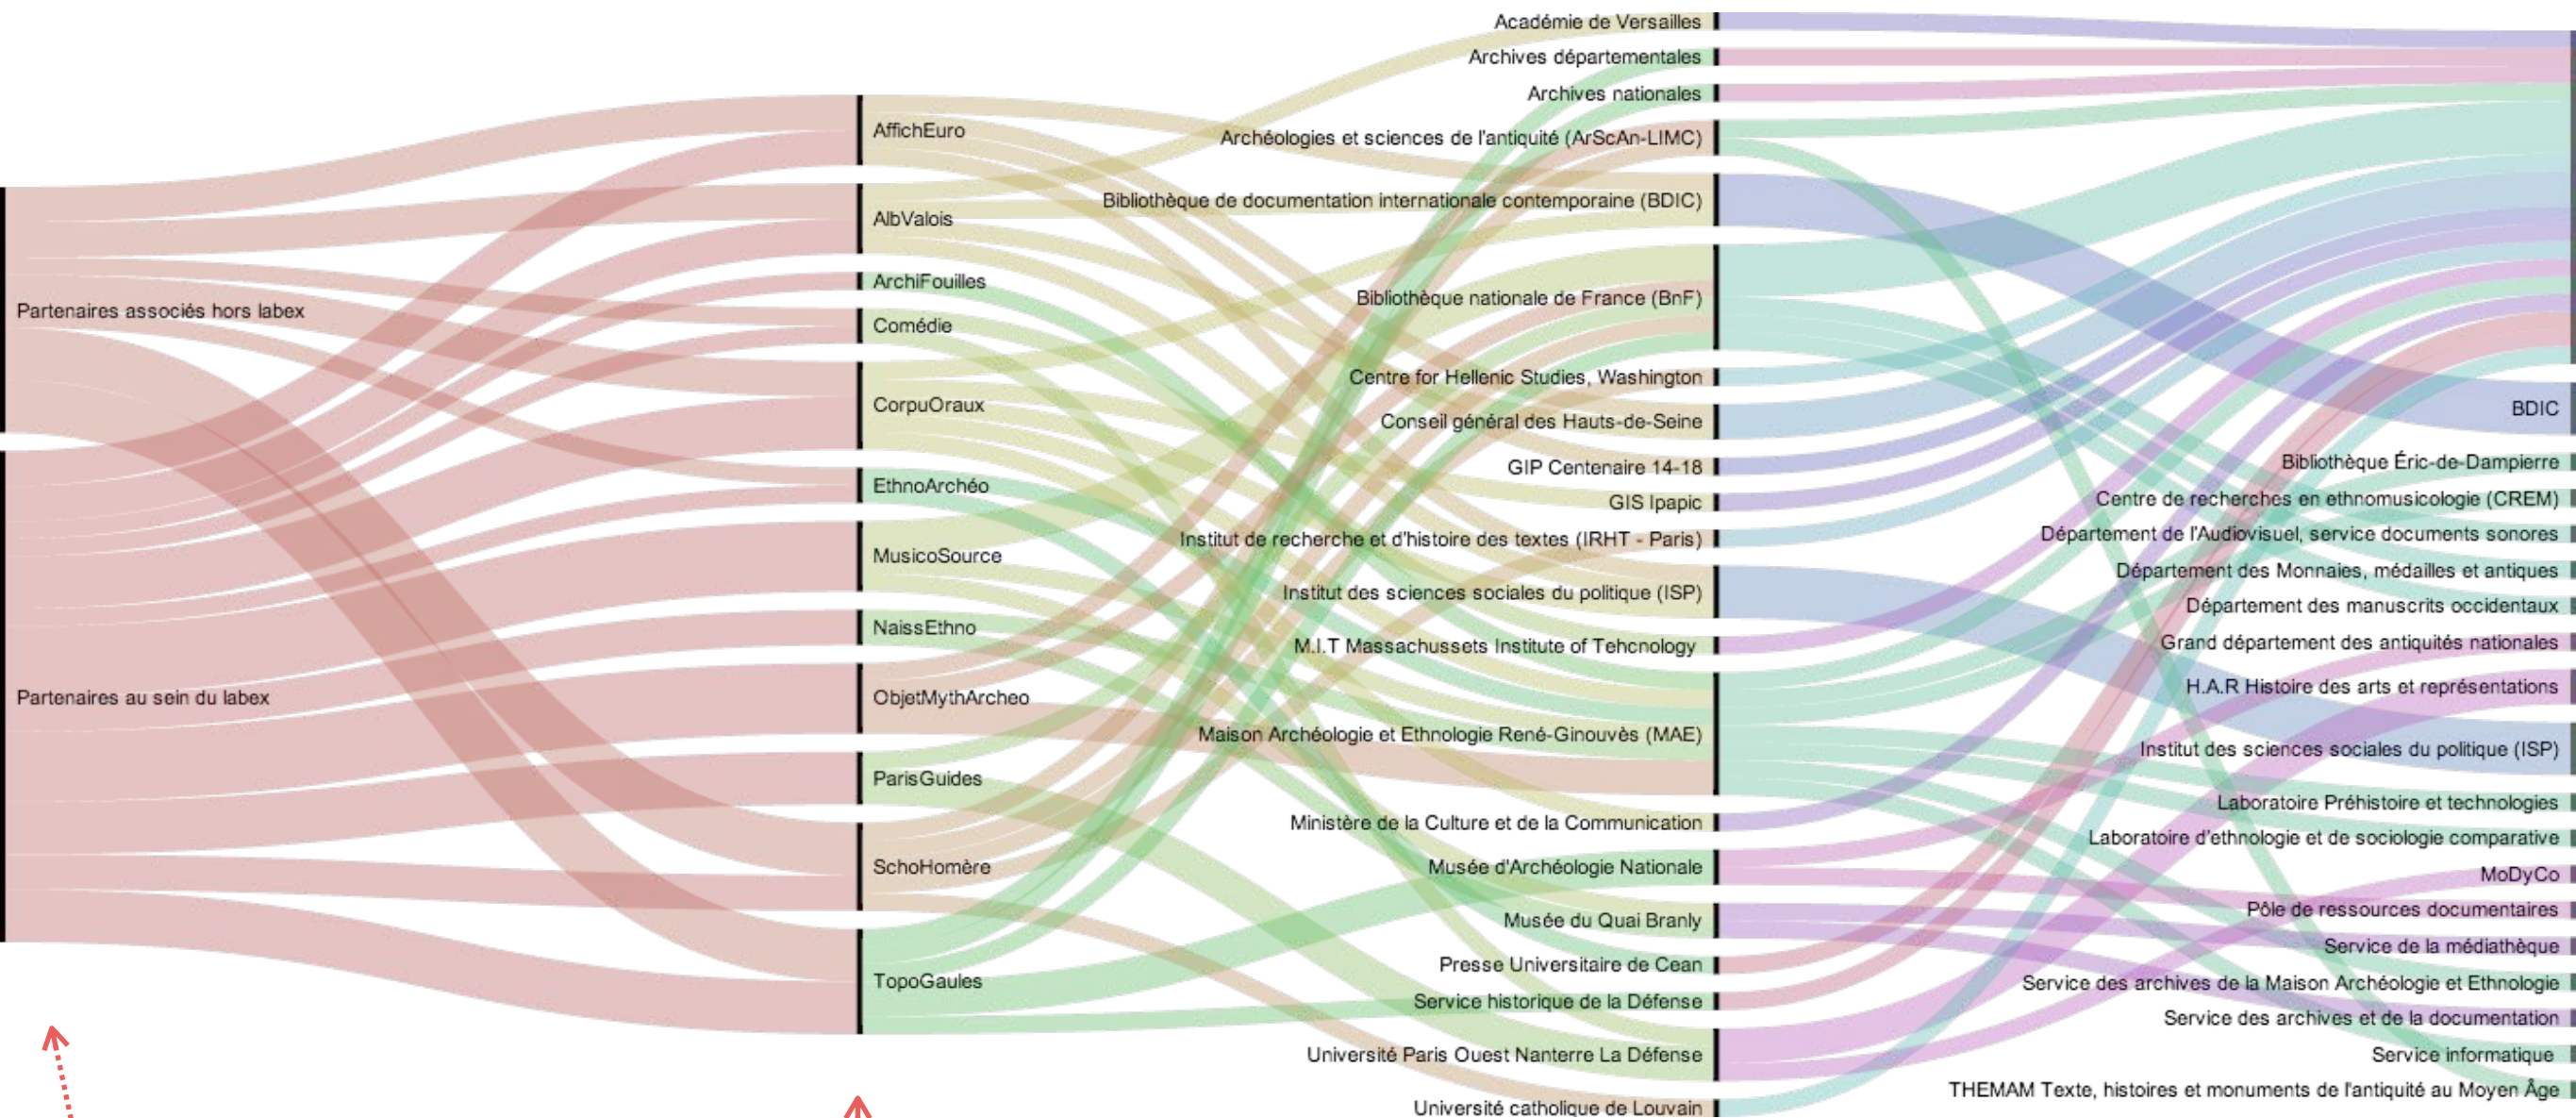 Partenaires associés hors labex
Partenaires au sein du labex
AffichEuro
AlbValois
ArchiFouilles
Comédie
CorpuOraux
EthnoArchéo
MusicoSource
NaissEthno
ObjetMythArcheo
ParisGuides
SchoHomère
TopoGaules
Académie de Versailles
Archives départementales
Archives nationales
Archéologies et sciences de l'antiquité (ArScAn-LIMC)
Bibliothèque de documentation internationale contemporaine (BDIC)
Bibliothèque nationale de France (BnF)
Centre for Hellenic Studies, Washington
Conseil général des Hauts-de-Seine
GIP Centenaire 14-18
GIS Ipapic
Institut de recherche et d'histoire des textes (IRHT - Paris)
Institut des sciences sociales du politique (ISP)
M.I.T Massachussets Institute of Tehcnology
Maison Archéologie et Ethnologie René-Ginouvès (MAE)
Ministère de la Culture et de la Communication
Musée d'Archéologie Nationale
Musée du Quai Branly
Presse Universitaire de Cean
Service historique de la Défense
Université Paris Ouest Nanterre La Défense
Université catholique de Louvain
BDIC
Bibliothèque Éric-de-Dampierre
Centre de recherches en ethnomusicologie (CREM)
Département de l'Audiovisuel, service documents sonores
Département des Monnaies, médailles et antiques
Département des manuscrits occidentaux
Grand département des antiquités nationales
H.A.R Histoire des arts et représentations
Institut des sciences sociales du politique (ISP)
Laboratoire Préhistoire et technologies
Laboratoire d'ethnologie et de sociologie comparative
MoDyCo
Pôle de ressources documentaires
Service de la médiathèque
Service des archives de la Maison Archéologie et Ethnologie
Service des archives et de la documentation
Service informatique
THEMAM Texte, histoires et monuments de l'antiquité au Moyen Âge